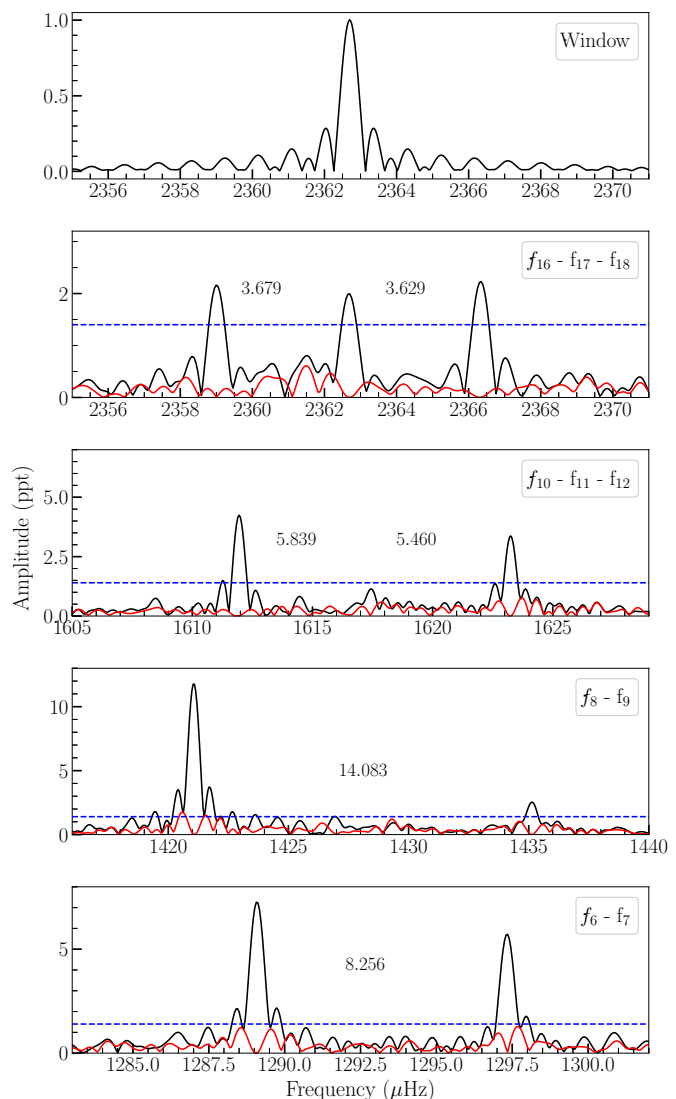 Window
1.0
0.5
0.0
2356 2358 2360 2362 2364 2366 2368 2370
f16 - f17 - f18
3.679 3.629
2
0
2356 2358 2360 2362 2364 2366 2368 2370
f10 - f11 - f12
5.839 5.460
5.0
2.5
0.0
1605 1610 1615 1620 1625
Amplitude (ppt)
f8 - f9
14.083
10
5
0
1420 1425 1430 1435 1440
f6 - f7
8.256
5
0
1285.0 1287.5 1290.0 1292.5 1295.0 1297.5 1300.0
Frequency (μHz)